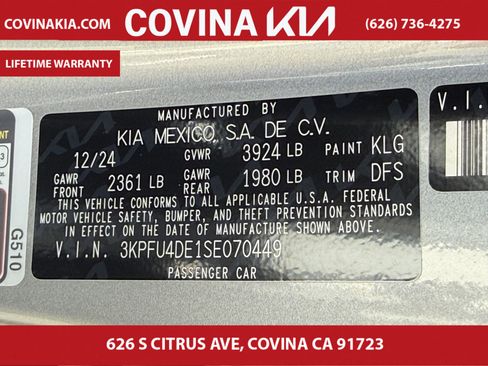 COVINAKIA.COM
COVINA KIA
(626) 736-4275
LIFETIME WARRANTY
MANUFACTURED BY
KIA MEXICO, S.A. DE C.V.
12/24 GVWR 3924 LB PAINT KLG
GAWR FRONT 2361 LB GAWR REAR 1980 LB TRIM DFS
THIS VEHICLE CONFORMS TO ALL APPLICABLE U.S.A. FEDERAL
MOTOR VEHICLE SAFETY, BUMPER, AND THEFT PREVENTION STANDARDS
IN EFFECT ON THE DATE OF MANUFACTURE SHOWN ABOVE.
V.I.N. 3KPFU4DE1SE070449
PASSENGER CAR
V.I.
G510
626 S CITRUS AVE, COVINA CA 91723